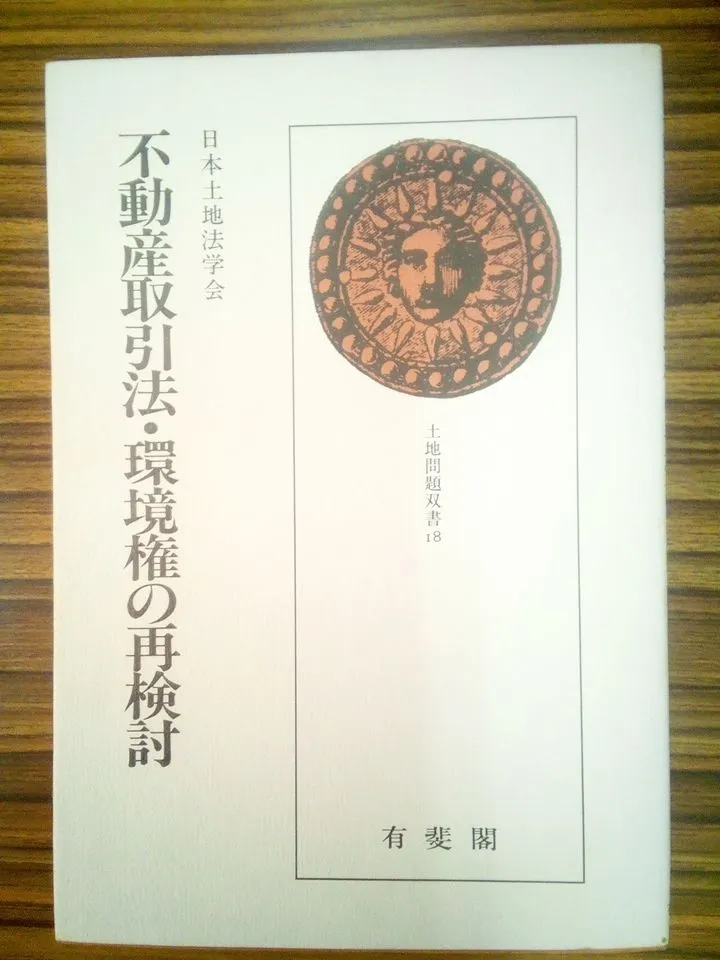 日本土地法学会
不動産取引法・環境権の再検討
土地問題双書18
有斐閣